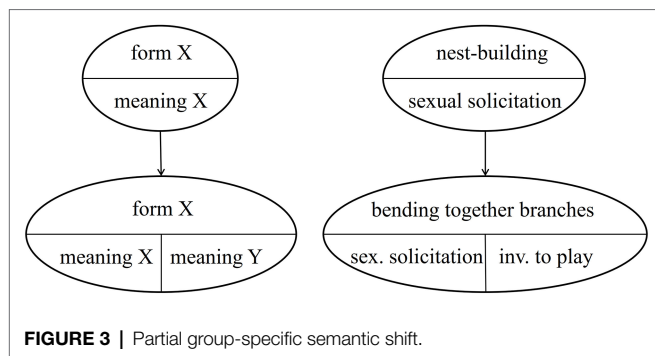 form X
meaning X
nest-building
sexual solicitation
form X
meaning X
meaning Y
bending together branches
sex. solicitation
inv. to play
FIGURE 3 | Partial group-specific semantic shift.